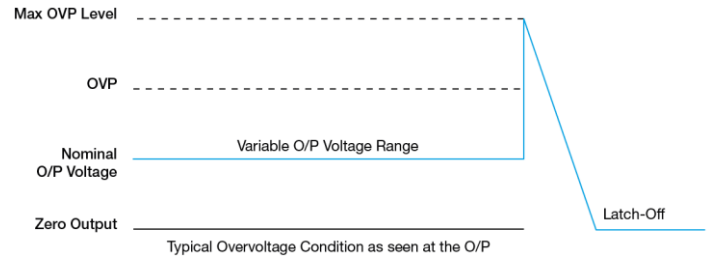 Max OVP Level
OVP
Variable O/P Voltage Range
Nominal
O/P Voltage
Latch-Off
Zero Output
Typical Overvoltage Condition as seen at the O/P